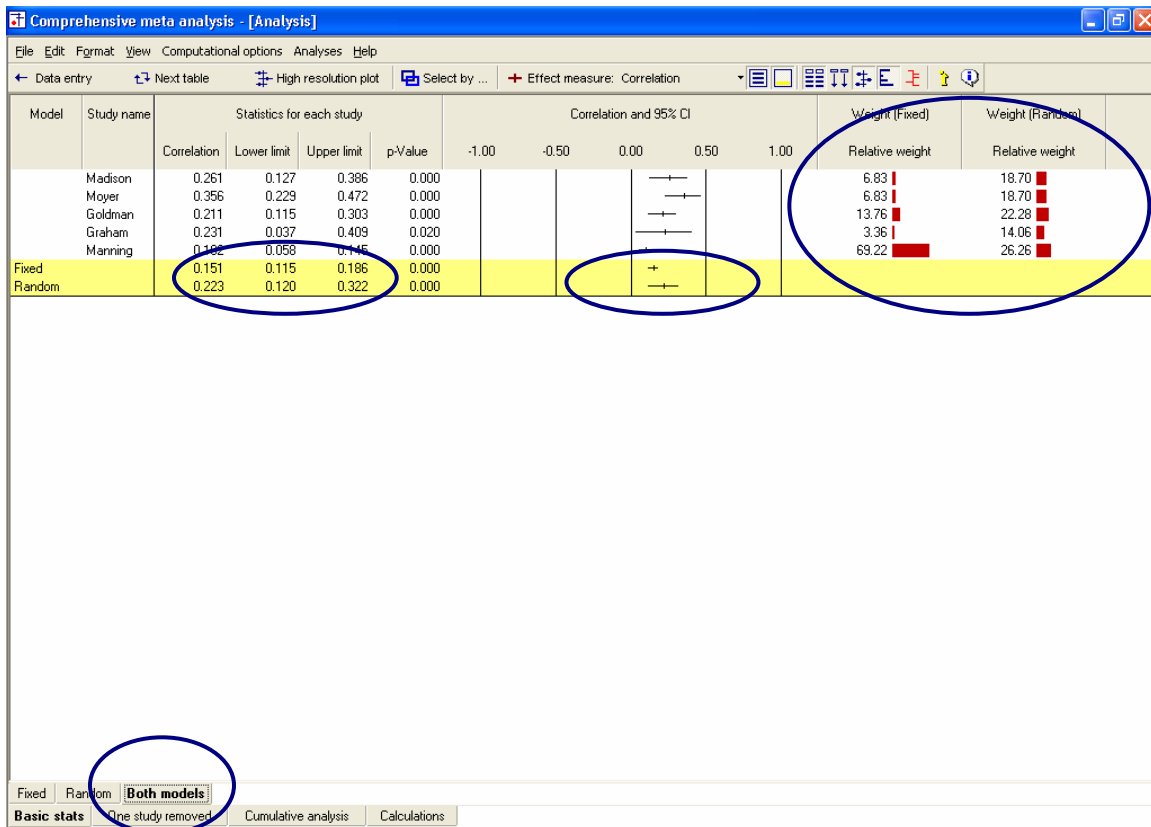 Comprehensive meta analysis - [Analysis]
File Edit Format View Computational options Analyses Help
Data entry Next table High resolution plot Select by ... Effect measure: Correlation
Model Study name Statistics for each study Correlation and 95% CI Weight (Fixed) Weight (Random)
Correlation Lower limit Upper limit p-Value -1.00 -0.50 0.00 0.50 1.00 Relative weight Relative weight
Madison 0.261 0.127 0.386 0.000 6.83 18.70
Moyer 0.356 0.229 0.472 0.000 6.83 18.70
Goldman 0.211 0.115 0.303 0.000 13.76 22.28
Graham 0.231 0.037 0.409 0.020 3.36 14.06
Manning 0.058 0.000 69.22 26.26
Fixed 0.151 0.115 0.186 0.000
Random 0.223 0.120 0.322 0.000
Fixed Random Both models
Basic stats One study removed Cumulative analysis Calculations